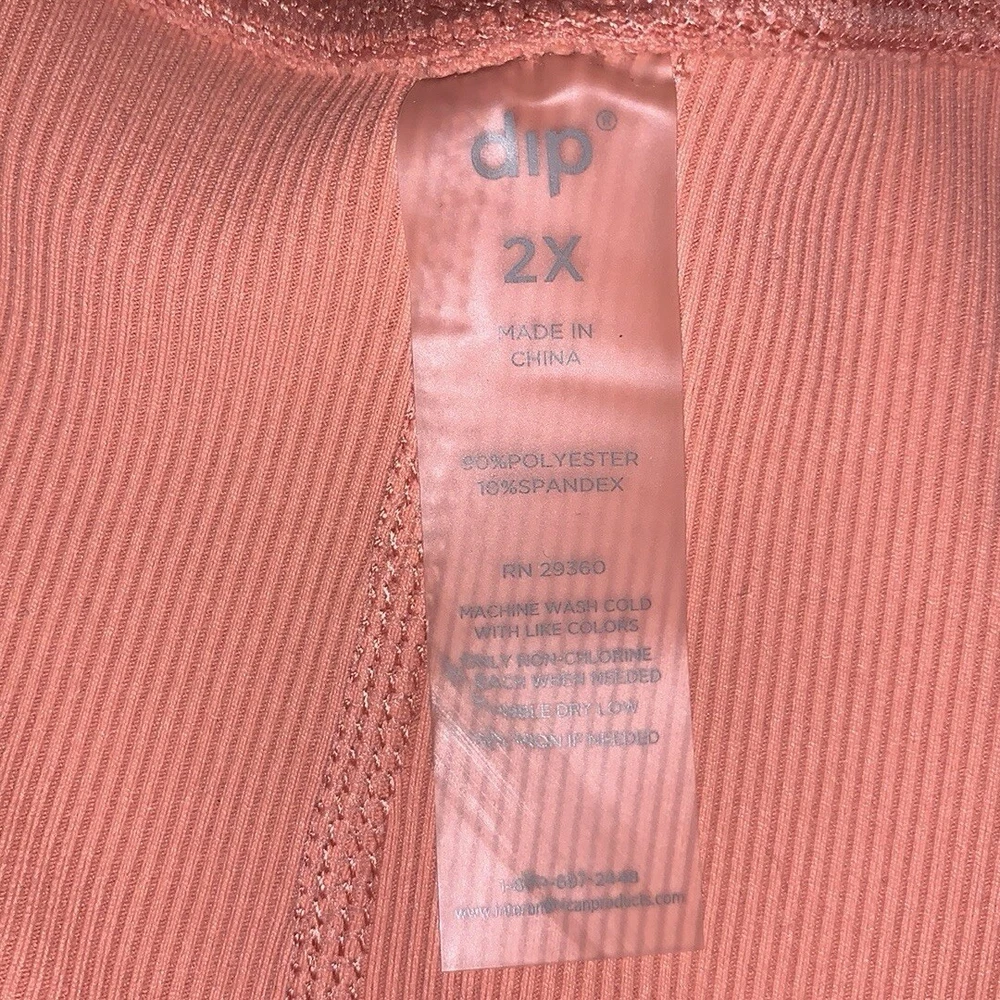 dip®
2X
MADE IN
CHINA
90%POLYESTER
10%SPANDEX
RN 29360
MACHINE WASH COLD
WITH LIKE COLORS
ONLY NON-CHLORINE
WHEN NEEDED
DRY LOW
IF NEEDED